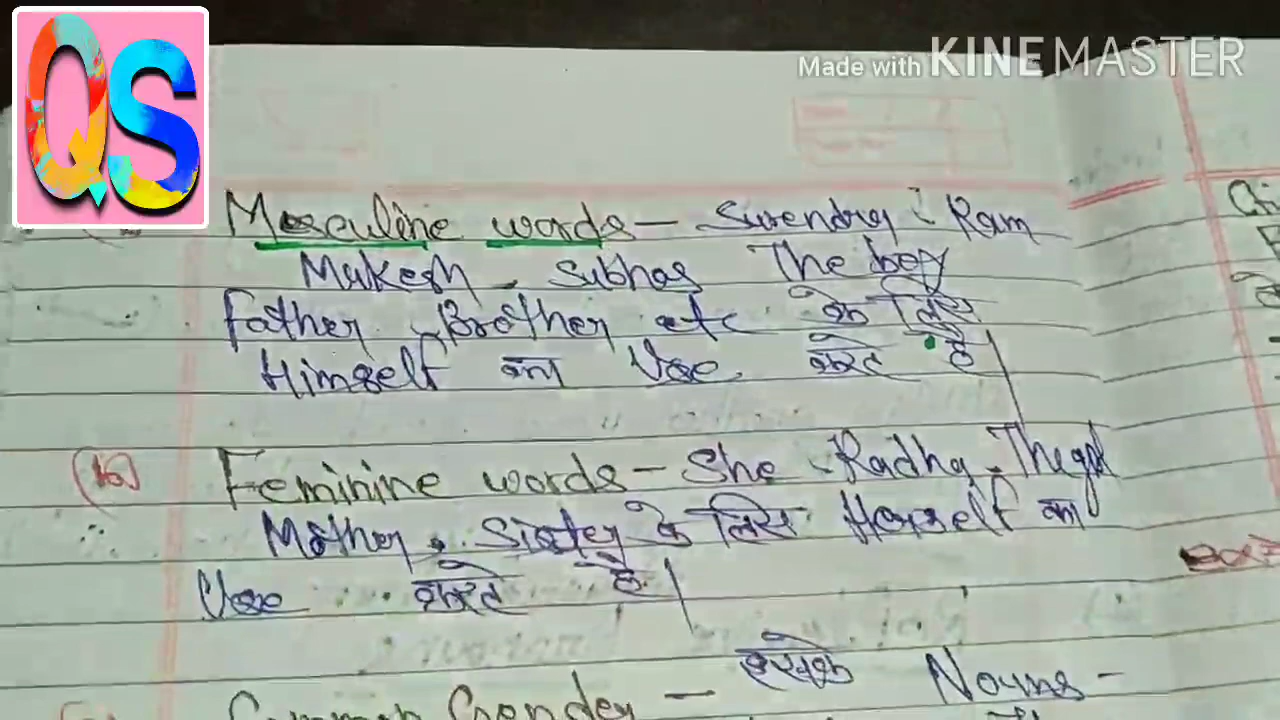 QS
Made with KINEMASTER
Masculine words – Surendra, Ram
Mukesh, Subhas The boy
Father, Brother etc के लिए
Himself का Use करते है
(b) Feminine words – She, Radha, The girl
Mother, Sister के लिए Herself का
Use करते है
Common Gender – इसके Nouns –